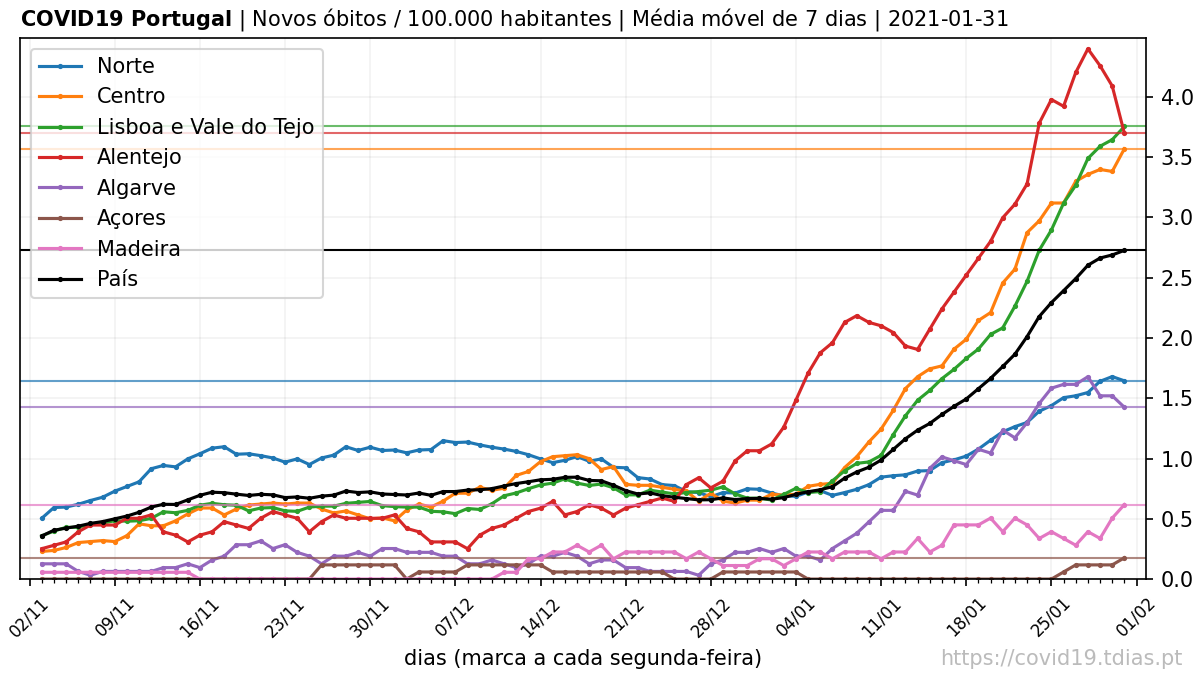 COVID19 Portugal | Novos óbitos / 100.000 habitantes | Média móvel de 7 dias | 2021-01-31
Norte
Centro
Lisboa e Vale do Tejo
Alentejo
Algarve
Açores
Madeira
País
4.0
3.5
3.0
2.5
2.0
1.5
1.0
0.5
0.0
02/11 09/11 16/11 23/11 30/11 07/12 14/12 21/12 28/12 04/01 11/01 18/01 25/01 01/02
dias (marca a cada segunda-feira)
https://covid19.tdias.pt